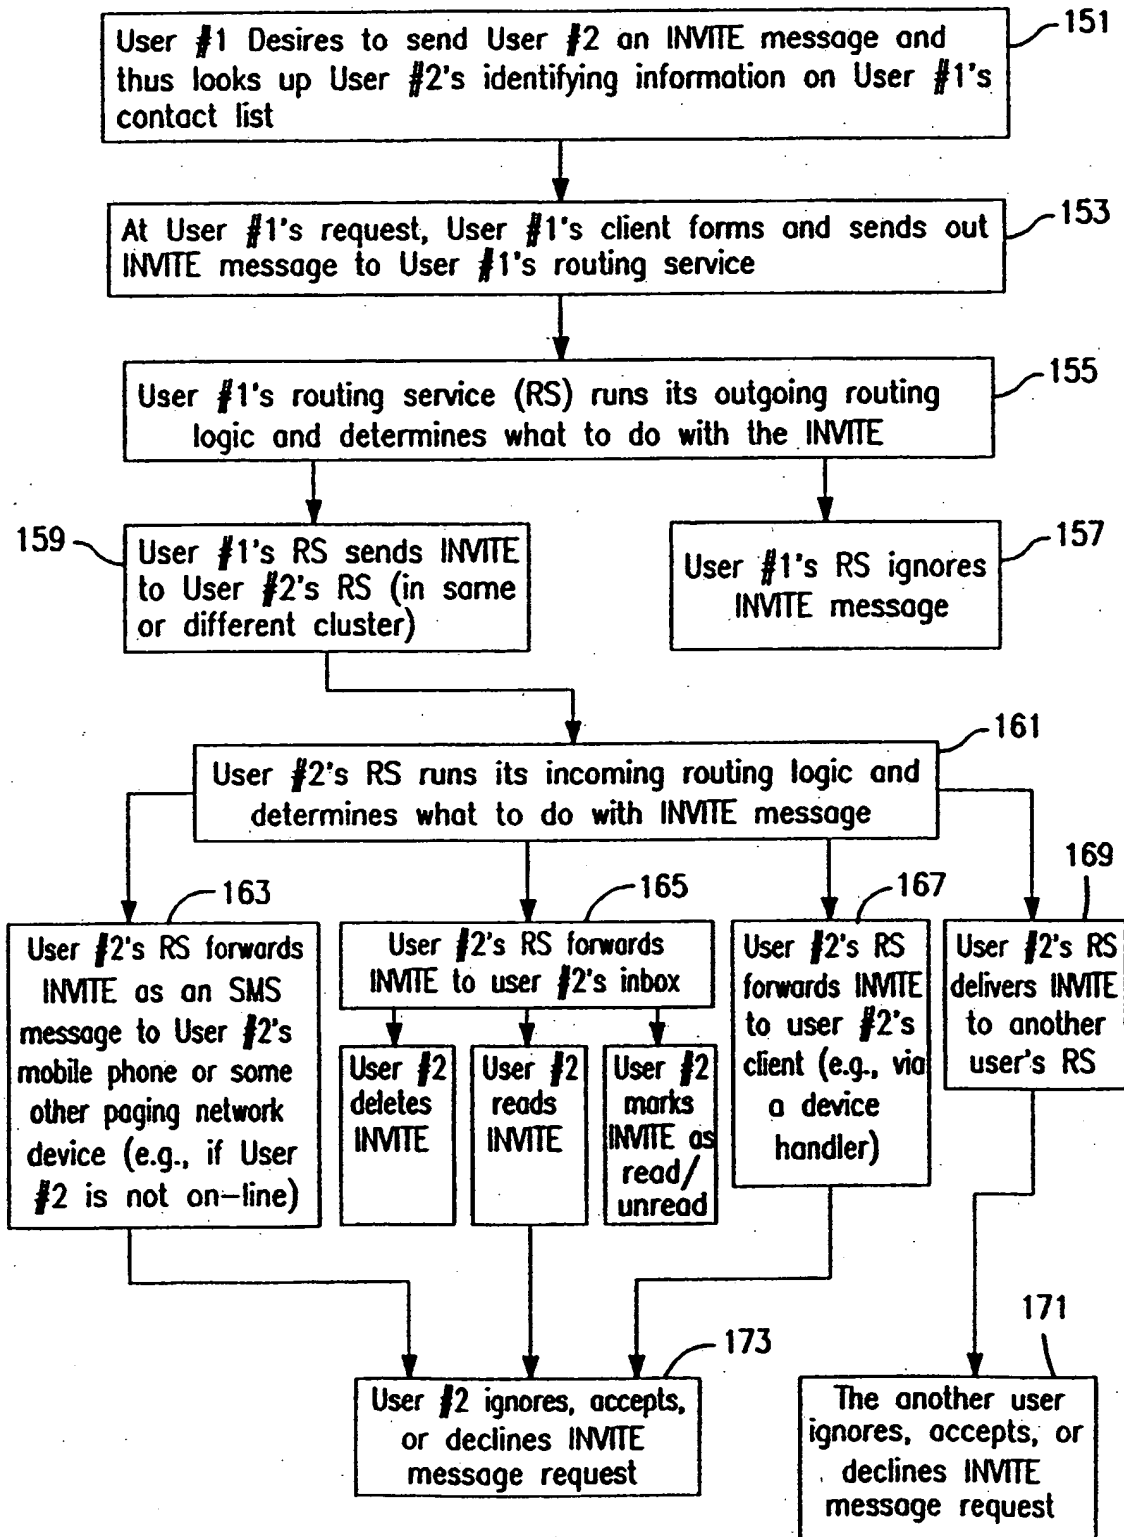 User #1 Desires to send User #2 an INVITE message and
thus looks up User #2's identifying information on User #1's
contact list
151
At User #1's request, User #1's client forms and sends out
INVITE message to User #1's routing service
153
User #1's routing service (RS) runs its outgoing routing
logic and determines what to do with the INVITE
155
159
User #1's RS sends INVITE
to User #2's RS (in same
or different cluster)
User #1's RS ignores
INVITE message
157
161
User #2's RS runs its incoming routing logic and
determines what to do with INVITE message
163
User #2's RS forwards
INVITE as an SMS
message to User #2's
mobile phone or some
other paging network
device (e.g., if User
#2 is not on-line)
165
User #2's RS forwards
INVITE to user #2's inbox
User #2
deletes
INVITE
User #2
reads
INVITE
User #2
marks
INVITE as
read/
unread
167
User #2's RS
forwards INVITE
to user #2's
client (e.g., via
a device
handler)
169
User #2's RS
delivers INVITE
to another
user's RS
173
User #2 ignores, accepts,
or declines INVITE
message request
171
The another user
ignores, accepts, or
declines INVITE
message request